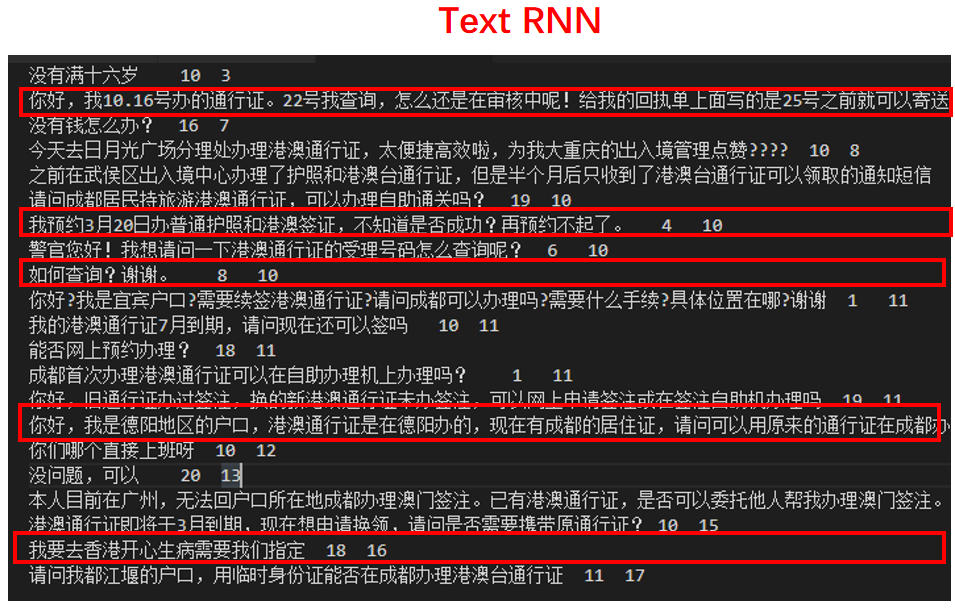 Text RNN
没有满十六岁 10 3
你好，我10.16号办的通行证。22号我查询，怎么还是在审核中呢！给我的回执单上面写的是25号之前就可以寄送
没有钱怎么办？ 16 7
今天去日月光广场分理处办理港澳通行证，太便捷高效啦，为我大重庆的出入境管理点赞???? 10 8
之前在武侯区出入境中心办理了护照和港澳台通行证，但是半个月后只收到了港澳台通行证可以领取的通知短信
请问成都居民持旅游港澳通行证，可以办理自助通关吗？ 19 10
我预约3月20日办普通护照和港澳签证，不知道是否成功？再预约不起了。 4 10
警官您好！我想请问一下港澳通行证的受理号码怎么查询呢？ 6 10
如何查询？谢谢。 8 10
你好?我是宜宾户口?需要续签港澳通行证?请问成都可以办理吗?需要什么手续?具体位置在哪?谢谢 1 11
我的港澳通行证7月到期，请问现在还可以签吗 10 11
能否网上预约办理？ 18 11
成都首次办理港澳通行证可以在自助办理机上办理吗？ 1 11
你好，旧通行证办过签注，换的新港澳通行证未办签注，可以网上申请签注或在签注自助机办理吗 19 11
你好，我是德阳地区的户口，港澳通行证是在德阳办的，现在有成都的居住证，请问可以用原来的通行证在成都办
你们哪个直接上班呀 10 12
没问题，可以 20 13
本人目前在广州，无法回户口所在地成都办理澳门签注。已有港澳通行证，是否可以委托他人帮我办理澳门签注。
港澳通行证即将于3月到期，现在想申请换领，请问是否需要携带原通行证？ 10 15
我要去香港开心生病需要我们指定 18 16
请问我都江堰的户口，用临时身份证能否在成都办理港澳台通行证 11 17